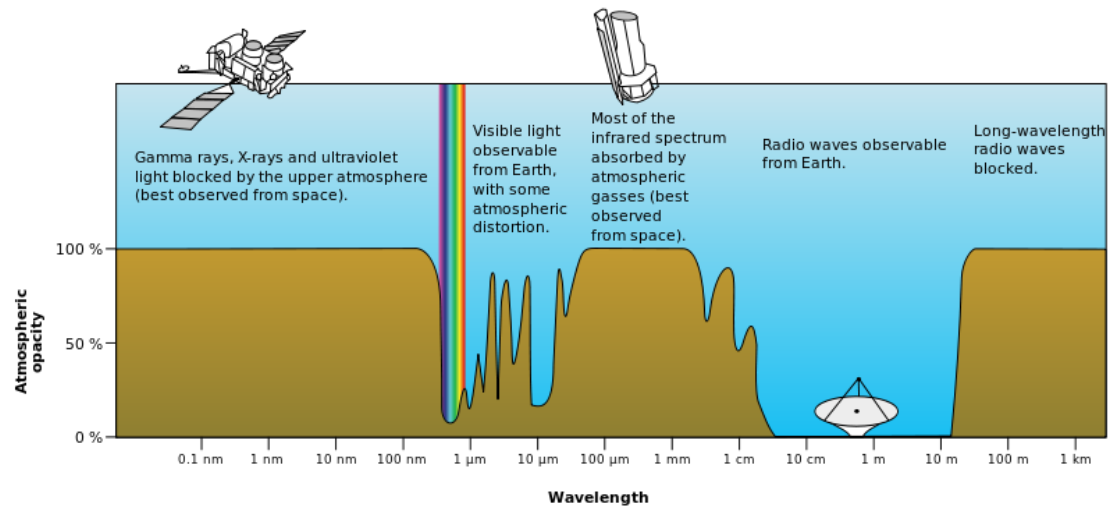 Gamma rays, X-rays and ultraviolet
light blocked by the upper atmosphere
(best observed from space).
Visible light
observable
from Earth,
with some
atmospheric
distortion.
Most of the
infrared spectrum
absorbed by
atmospheric
gasses (best
observed
from space).
Radio waves observable
from Earth.
Long-wavelength
radio waves
blocked.
Atmospheric
opacity
100 %
50 %
0 %
0.1 nm
1 nm
10 nm
100 nm
1 μm
10 μm
100 μm
1 mm
1 cm
10 cm
1 m
10 m
100 m
1 km
Wavelength